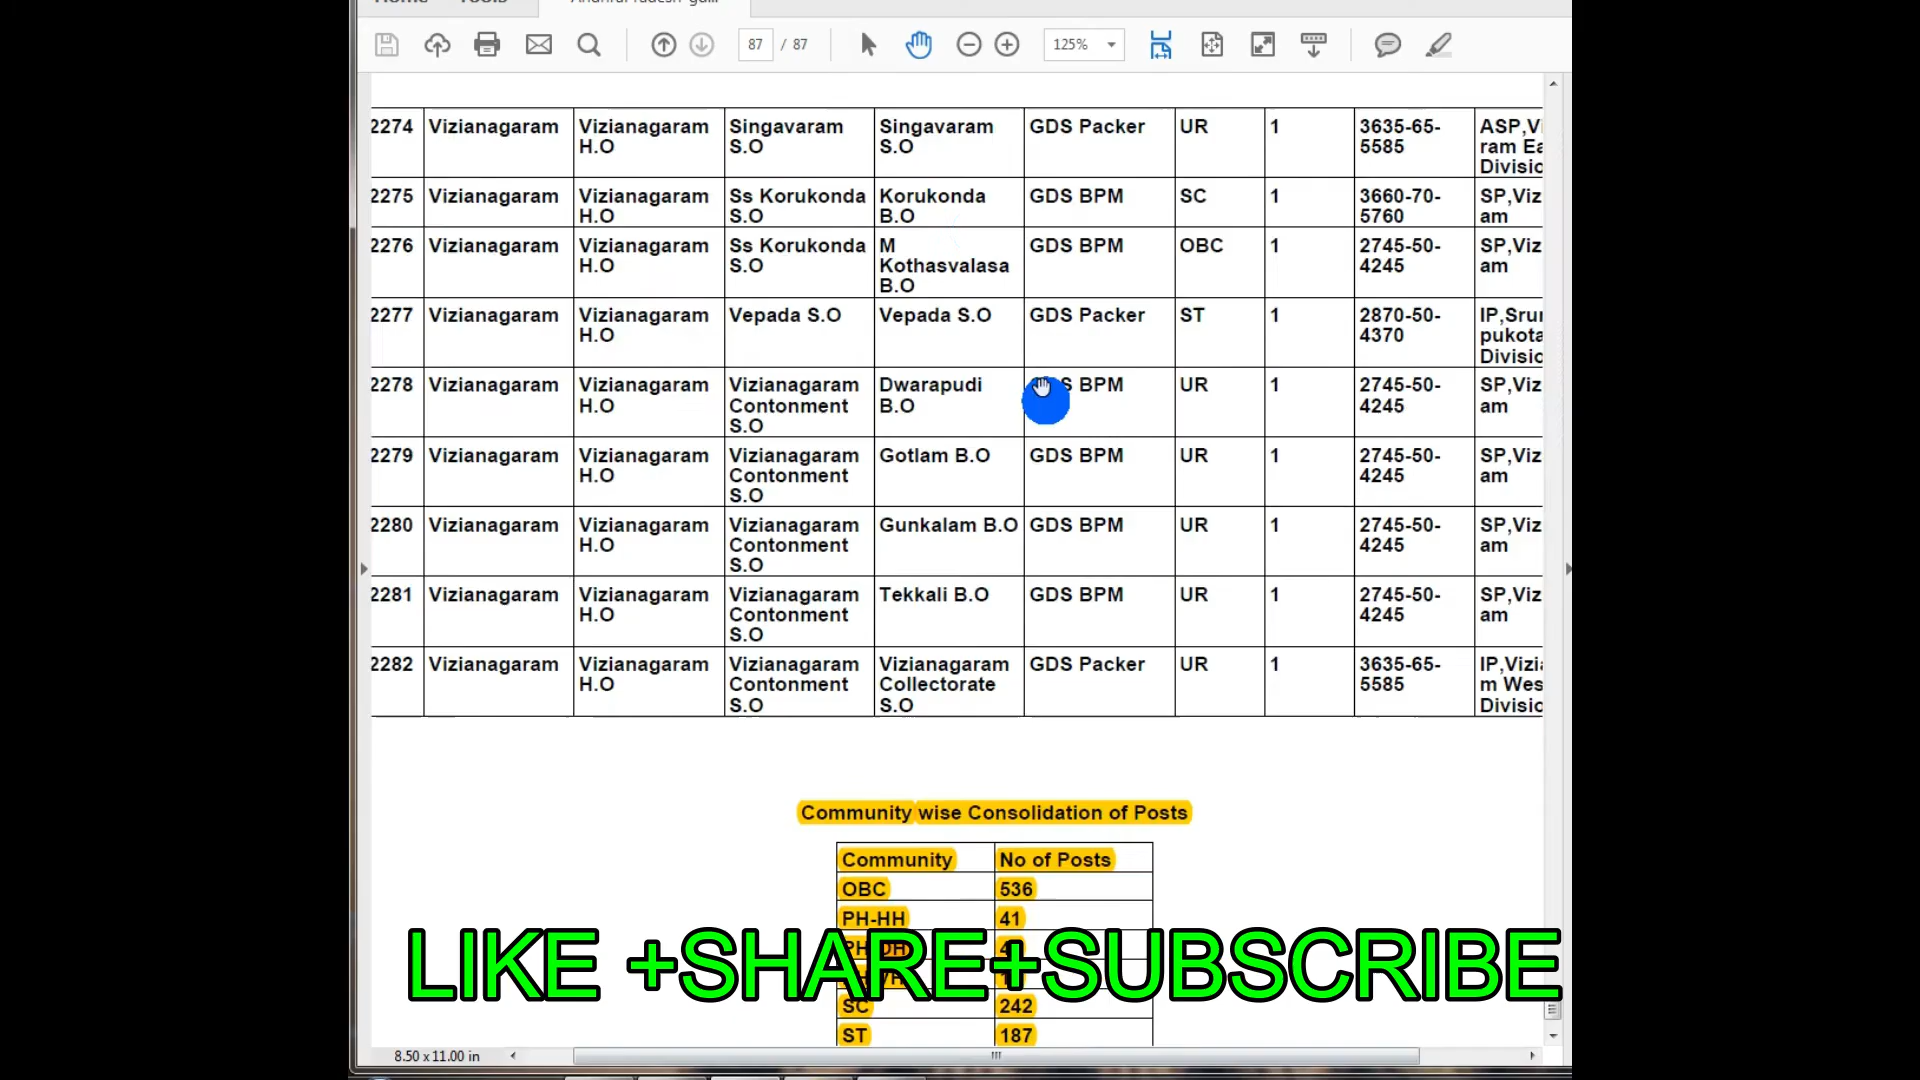 87 / 87
125%
2274 Vizianagaram Vizianagaram H.O Singavaram S.O Singavaram S.O GDS Packer UR 1 3635-65-5585 ASP,Vi ram Ea Divisio
2275 Vizianagaram Vizianagaram H.O Ss Korukonda S.O Korukonda B.O GDS BPM SC 1 3660-70-5760 SP,Viz am
2276 Vizianagaram Vizianagaram H.O Ss Korukonda S.O M Kothasvalasa B.O GDS BPM OBC 1 2745-50-4245 SP,Viz am
2277 Vizianagaram Vizianagaram H.O Vepada S.O Vepada S.O GDS Packer ST 1 2870-50-4370 IP,Srun pukota Divisio
2278 Vizianagaram Vizianagaram H.O Vizianagaram Contonment S.O Dwarapudi B.O GDS BPM UR 1 2745-50-4245 SP,Viz am
2279 Vizianagaram Vizianagaram H.O Vizianagaram Contonment S.O Gotlam B.O GDS BPM UR 1 2745-50-4245 SP,Viz am
2280 Vizianagaram Vizianagaram H.O Vizianagaram Contonment S.O Gunkalam B.O GDS BPM UR 1 2745-50-4245 SP,Viz am
2281 Vizianagaram Vizianagaram H.O Vizianagaram Contonment S.O Tekkali B.O GDS BPM UR 1 2745-50-4245 SP,Viz am
2282 Vizianagaram Vizianagaram H.O Vizianagaram Contonment S.O Vizianagaram Collectorate S.O GDS Packer UR 1 3635-65-5585 IP,Vizi m Wes Divisio
Community wise Consolidation of Posts
Community No of Posts
OBC 536
PH-HH 41
LIKE +SHARE+SUBSCRIBE
SC 242
ST 187
8.50 x 11.00 in